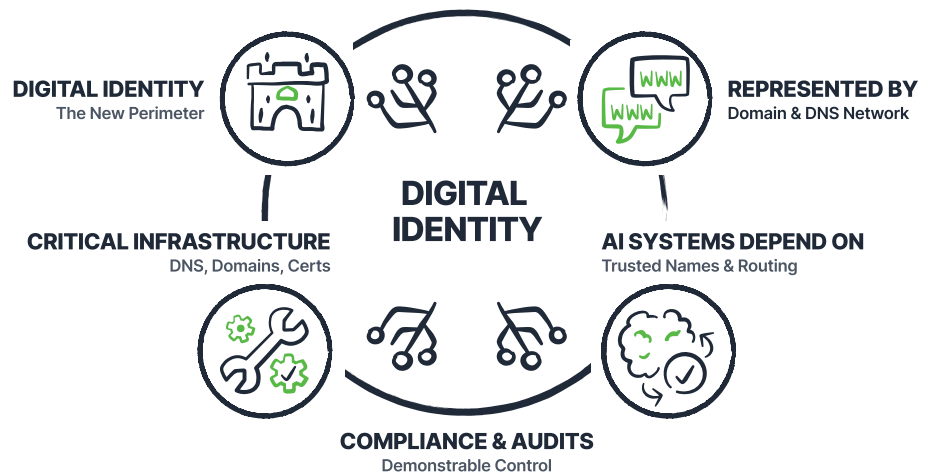 DIGITAL IDENTITY
The New Perimeter
WWW
WWW
REPRESENTED BY
Domain & DNS Network
DIGITAL
IDENTITY
CRITICAL INFRASTRUCTURE
DNS, Domains, Certs
AI SYSTEMS DEPEND ON
Trusted Names & Routing
COMPLIANCE & AUDITS
Demonstrable Control